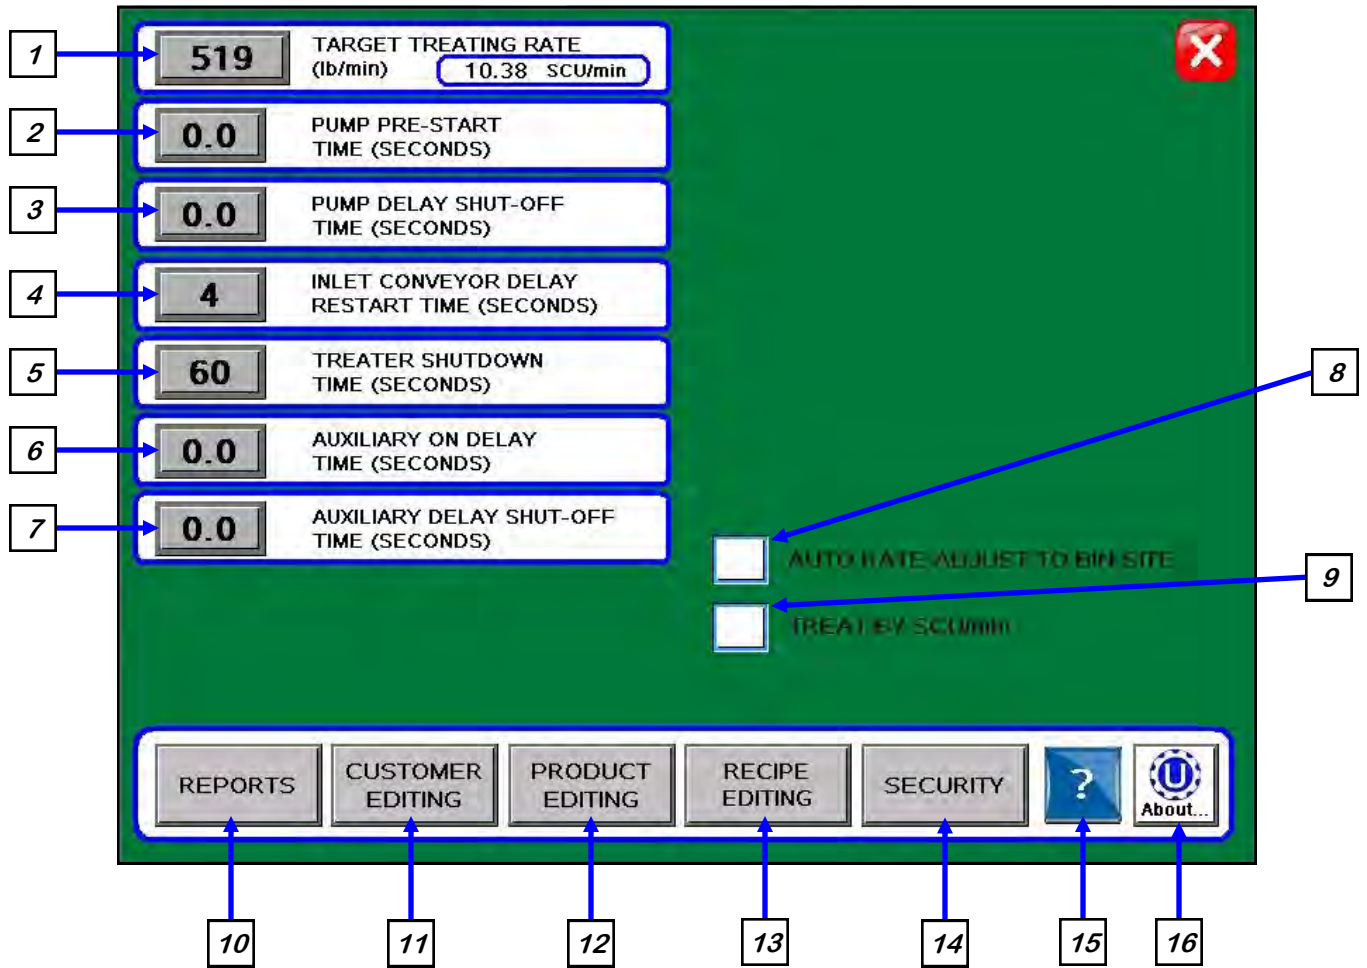 1
519
TARGET TREATING RATE
(lb/min)
10.38 SCU/min
2
0.0
PUMP PRE-START
TIME (SECONDS)
3
0.0
PUMP DELAY SHUT-OFF
TIME (SECONDS)
4
4
INLET CONVEYOR DELAY
RESTART TIME (SECONDS)
5
60
TREATER SHUTDOWN
TIME (SECONDS)
8
6
0.0
AUXILIARY ON DELAY
TIME (SECONDS)
7
0.0
AUXILIARY DELAY SHUT-OFF
TIME (SECONDS)
AUTO RATE ADJUST TO BIN SITE
9
TREAT BY SCU/min
REPORTS
CUSTOMER
EDITING
PRODUCT
EDITING
RECIPE
EDITING
SECURITY
?
U
About...
10
11
12
13
14
15
16